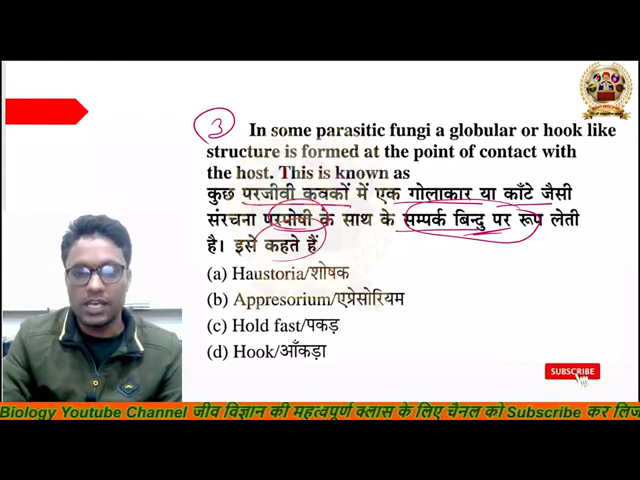 3 In some parasitic fungi a globular or hook like
structure is formed at the point of contact with
the host. This is known as
कुछ परजीवी कवकों में एक गोलाकार या काँटे जैसी
संरचना परपोषी के साथ के सम्पर्क बिन्दु पर रूप लेती
है। इसे कहते हैं
(a) Haustoria/शोषक
(b) Appresorium/एप्रेसोरियम
(c) Hold fast/पकड़
(d) Hook/आँकड़ा
SUBSCRIBE
Biology Youtube Channel जीव विज्ञान की महत्वपूर्ण क्लास के लिए चैनल को Subscribe कर लिज